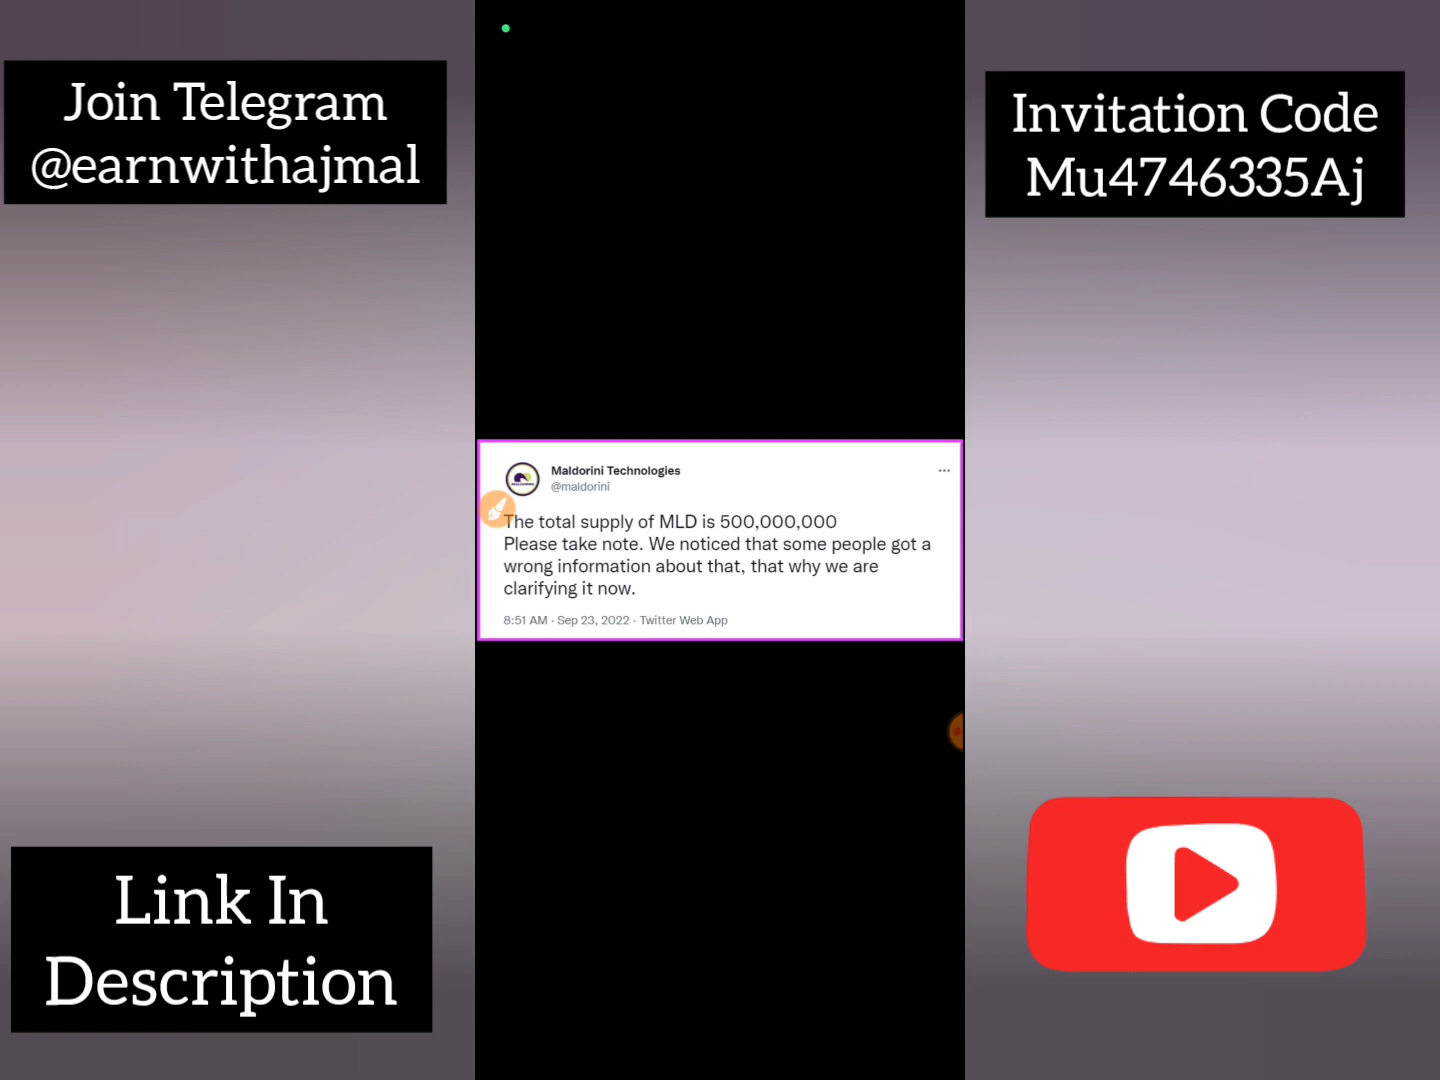 Join Telegram
@earnwithajmal
Invitation Code
Mu4746335Aj
Maldorini Technologies
@maldorini
The total supply of MLD is 500,000,000
Please take note. We noticed that some people got a
wrong information about that, that why we are
clarifying it now.
8:51 AM · Sep 23, 2022 · Twitter Web App
Link In
Description